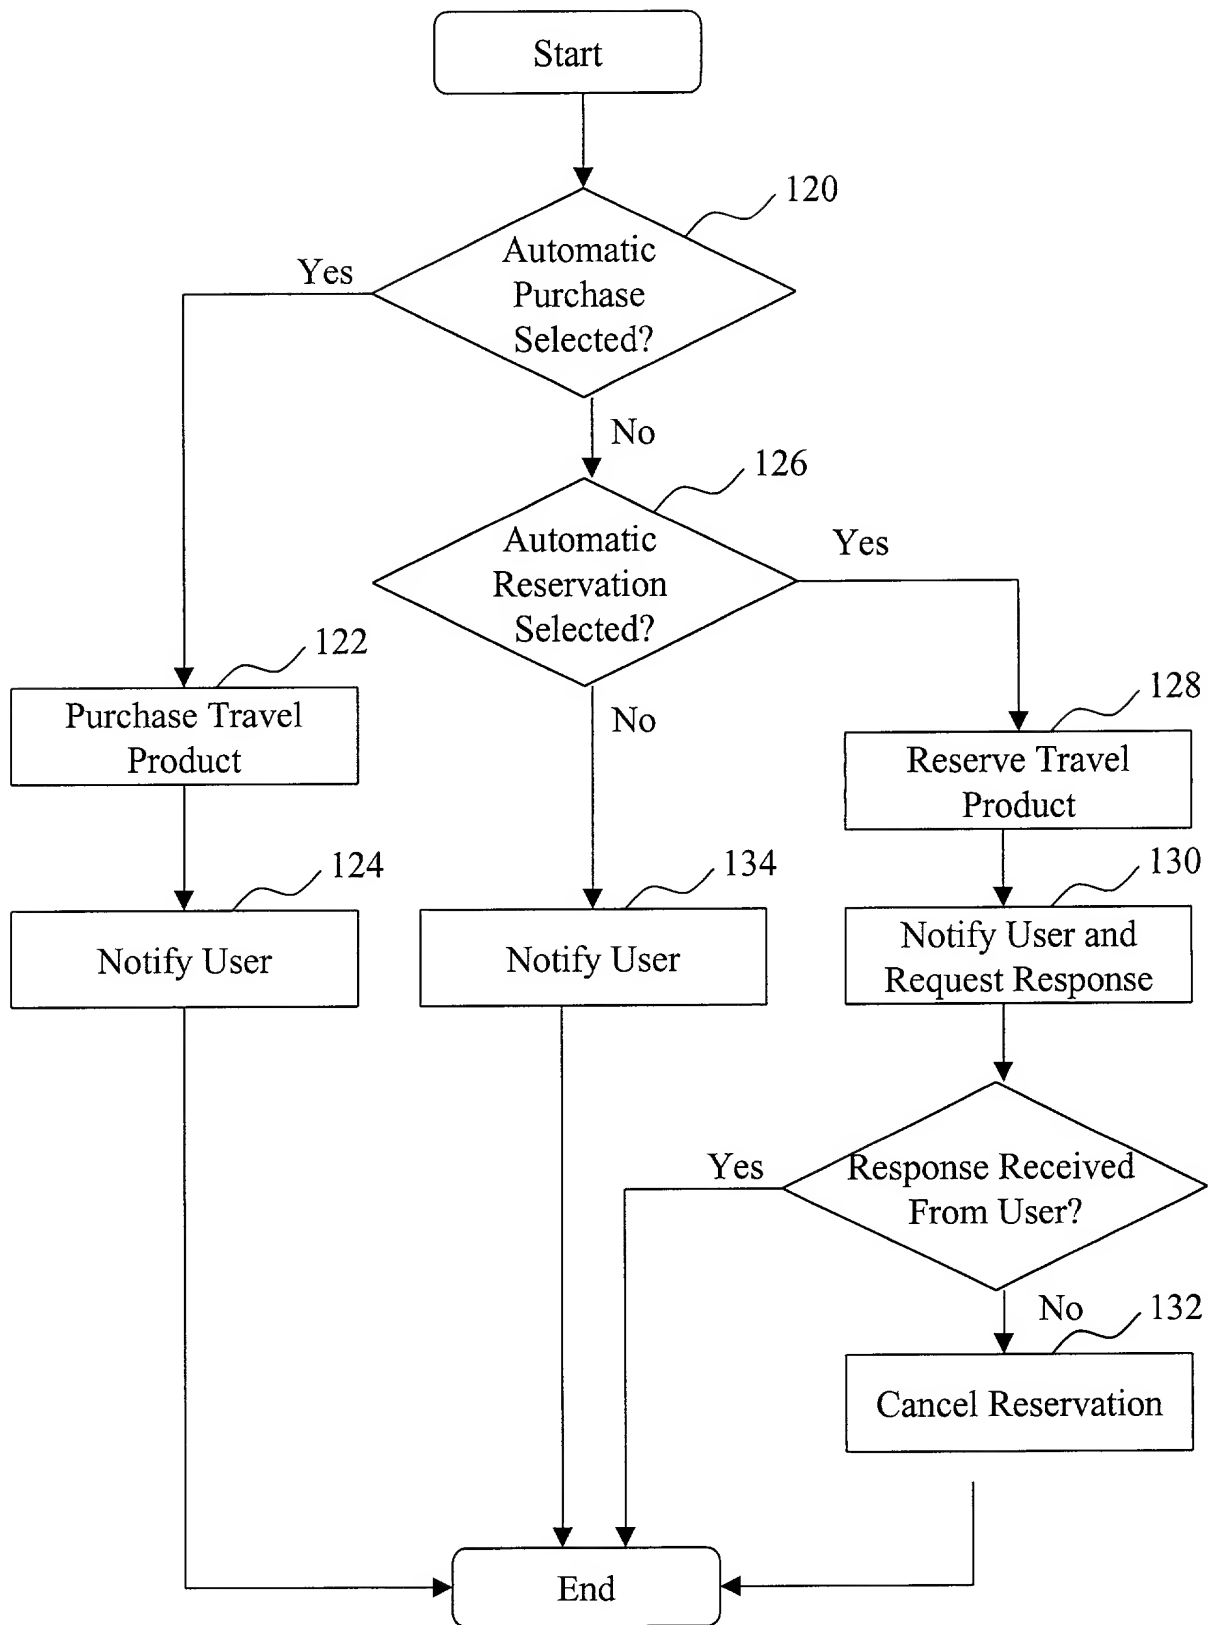 Start
120
Automatic
Purchase
Selected?
Yes
No
126
Automatic
Reservation
Selected?
Yes
No
122
Purchase Travel
Product
128
Reserve Travel
Product
124
Notify User
134
Notify User
130
Notify User and
Request Response
Response Received
From User?
Yes
No
132
Cancel Reservation
End